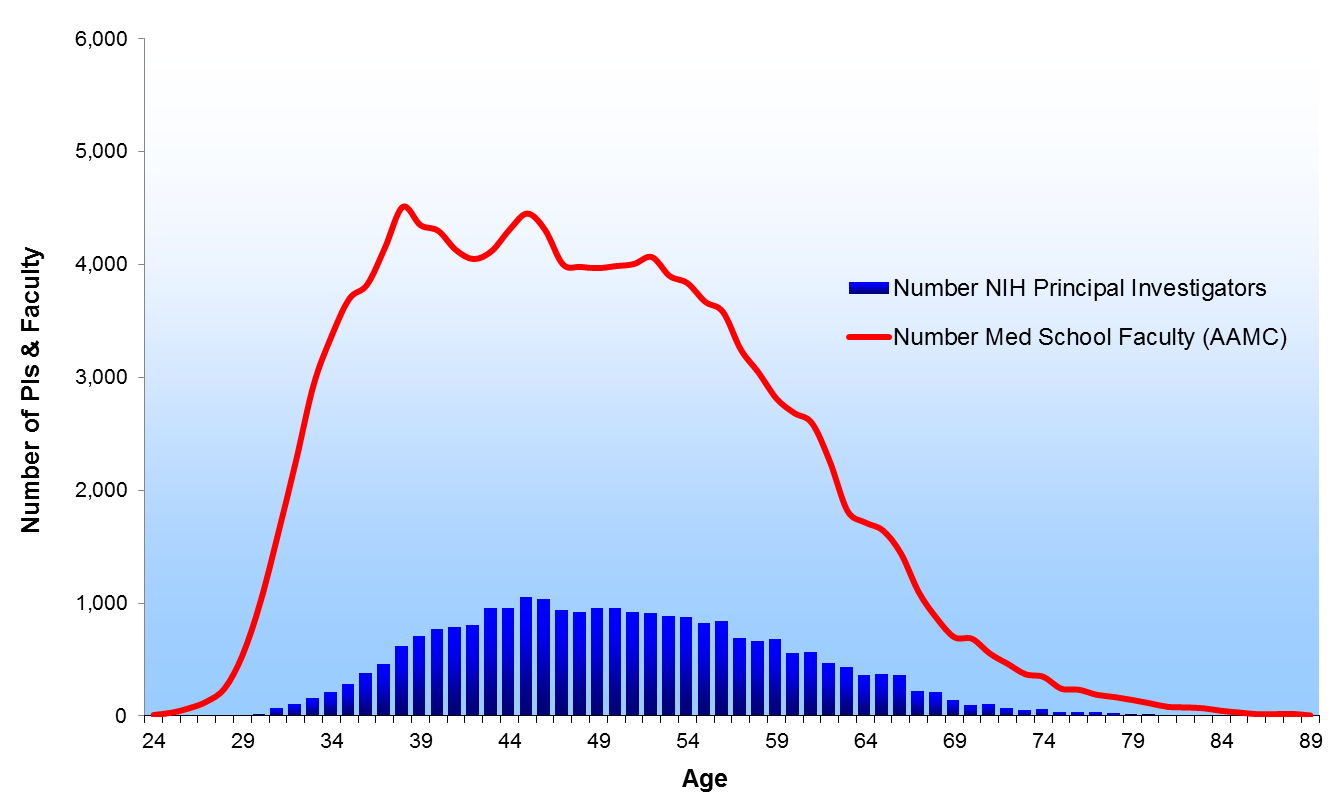 6,000
5,000
4,000
3,000
2,000
1,000
0
Number of PIs & Faculty
Number NIH Principal Investigators
Number Med School Faculty (AAMC)
24 29 34 39 44 49 54 59 64 69 74 79 84 89
Age